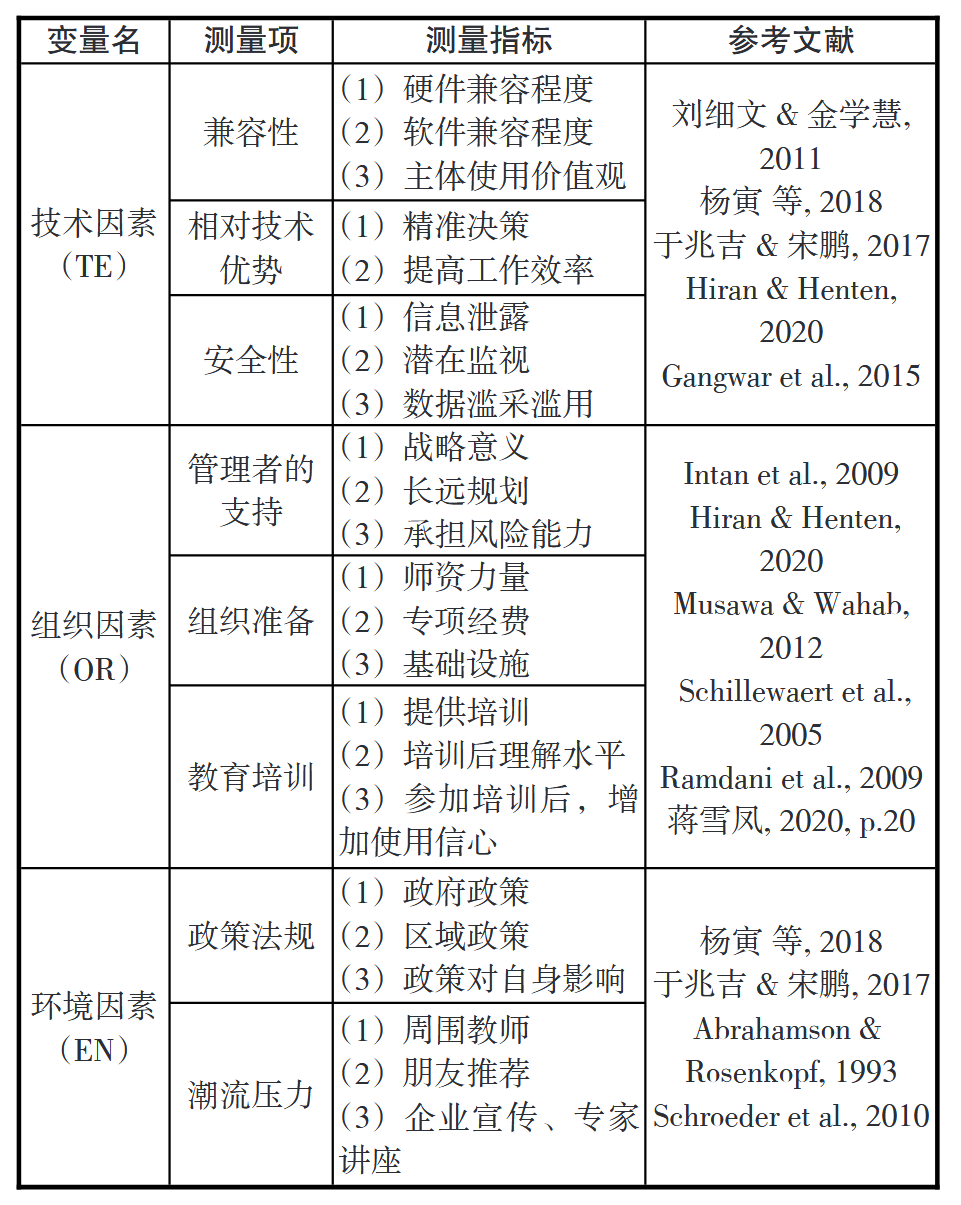 变量名 测量项 测量指标 参考文献
技术因素
（TE）
兼容性
（1）硬件兼容程度
（2）软件兼容程度
（3）主体使用价值观
相对技术
优势
（1）精准决策
（2）提高工作效率
安全性
（1）信息泄露
（2）潜在监视
（3）数据滥采滥用
刘细文 & 金学慧,
2011
杨寅 等, 2018
于兆吉 & 宋鹏, 2017
Hiran & Henten,
2020
Gangwar et al., 2015
组织因素
（OR）
管理者的
支持
（1）战略意义
（2）长远规划
（3）承担风险能力
组织准备
（1）师资力量
（2）专项经费
（3）基础设施
教育培训
（1）提供培训
（2）培训后理解水平
（3）参加培训后，增
加使用信心
Intan et al., 2009
Hiran & Henten,
2020
Musawa & Wahab,
2012
Schillewaert et al.,
2005
Ramdani et al., 2009
蒋雪凤, 2020, p.20
环境因素
（EN）
政策法规
（1）政府政策
（2）区域政策
（3）政策对自身影响
潮流压力
（1）周围教师
（2）朋友推荐
（3）企业宣传、专家
讲座
杨寅 等, 2018
于兆吉 & 宋鹏, 2017
Abrahamson &
Rosenkopf, 1993
Schroeder et al., 2010